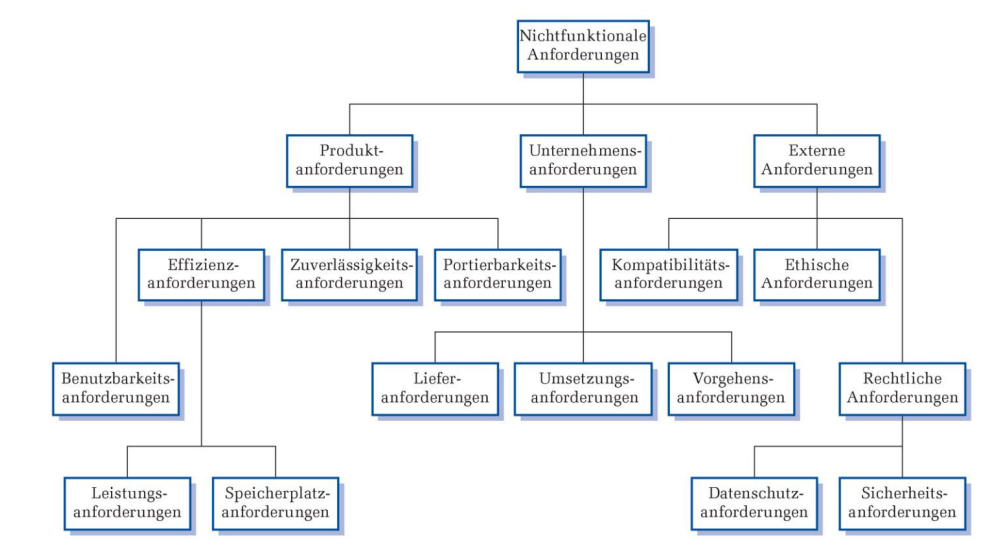 Nichtfunktionale
Anforderungen
Produkt-
anforderungen
Unternehmens-
anforderungen
Externe
Anforderungen
Effizienz-
anforderungen
Zuverlässigkeits-
anforderungen
Portierbarkeits-
anforderungen
Kompatibilitäts-
anforderungen
Ethische
Anforderungen
Benutzbarkeits-
anforderungen
Liefer-
anforderungen
Umsetzungs-
anforderungen
Vorgehens-
anforderungen
Rechtliche
Anforderungen
Leistungs-
anforderungen
Speicherplatz-
anforderungen
Datenschutz-
anforderungen
Sicherheits-
anforderungen